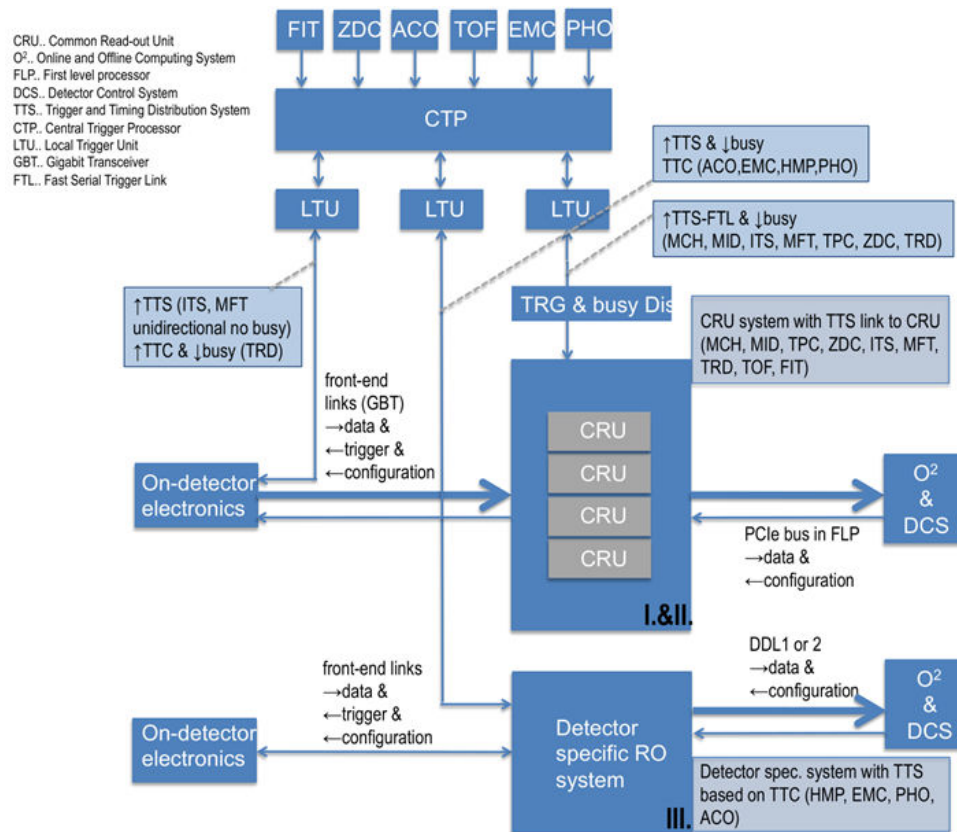 FIT ZDC ACO TOF EMC PHO
CRU.. Common Read-out Unit
O².. Online and Offline Computing System
FLP.. First level processor
DCS.. Detector Control System
TTS.. Trigger and Timing Distribution System
CTP.. Central Trigger Processor
LTU.. Local Trigger Unit
GBT.. Gigabit Transceiver
FTL.. Fast Serial Trigger Link
CTP
↑TTS & ↓busy
TTC (ACO,EMC,HMP,PHO)
LTU LTU LTU
↑TTS-FTL & ↓busy
(MCH, MID, ITS, MFT, TPC, ZDC, TRD)
↑TTS (ITS, MFT
unidirectional no busy)
↑TTC & ↓busy (TRD)
TRG & busy Dis
CRU system with TTS link to CRU
(MCH, MID, TPC, ZDC, ITS, MFT,
TRD, TOF, FIT)
front-end
links (GBT)
→data &
←trigger &
←configuration
On-detector
electronics
CRU
CRU
CRU
CRU
I.&II.
O²
&
DCS
PCIe bus in FLP
→data &
←configuration
front-end links
→data &
←trigger &
←configuration
On-detector
electronics
Detector
specific RO
system
III.
DDL1 or 2
→data &
←configuration
O²
&
DCS
Detector spec. system with TTS
based on TTC (HMP, EMC, PHO,
ACO)